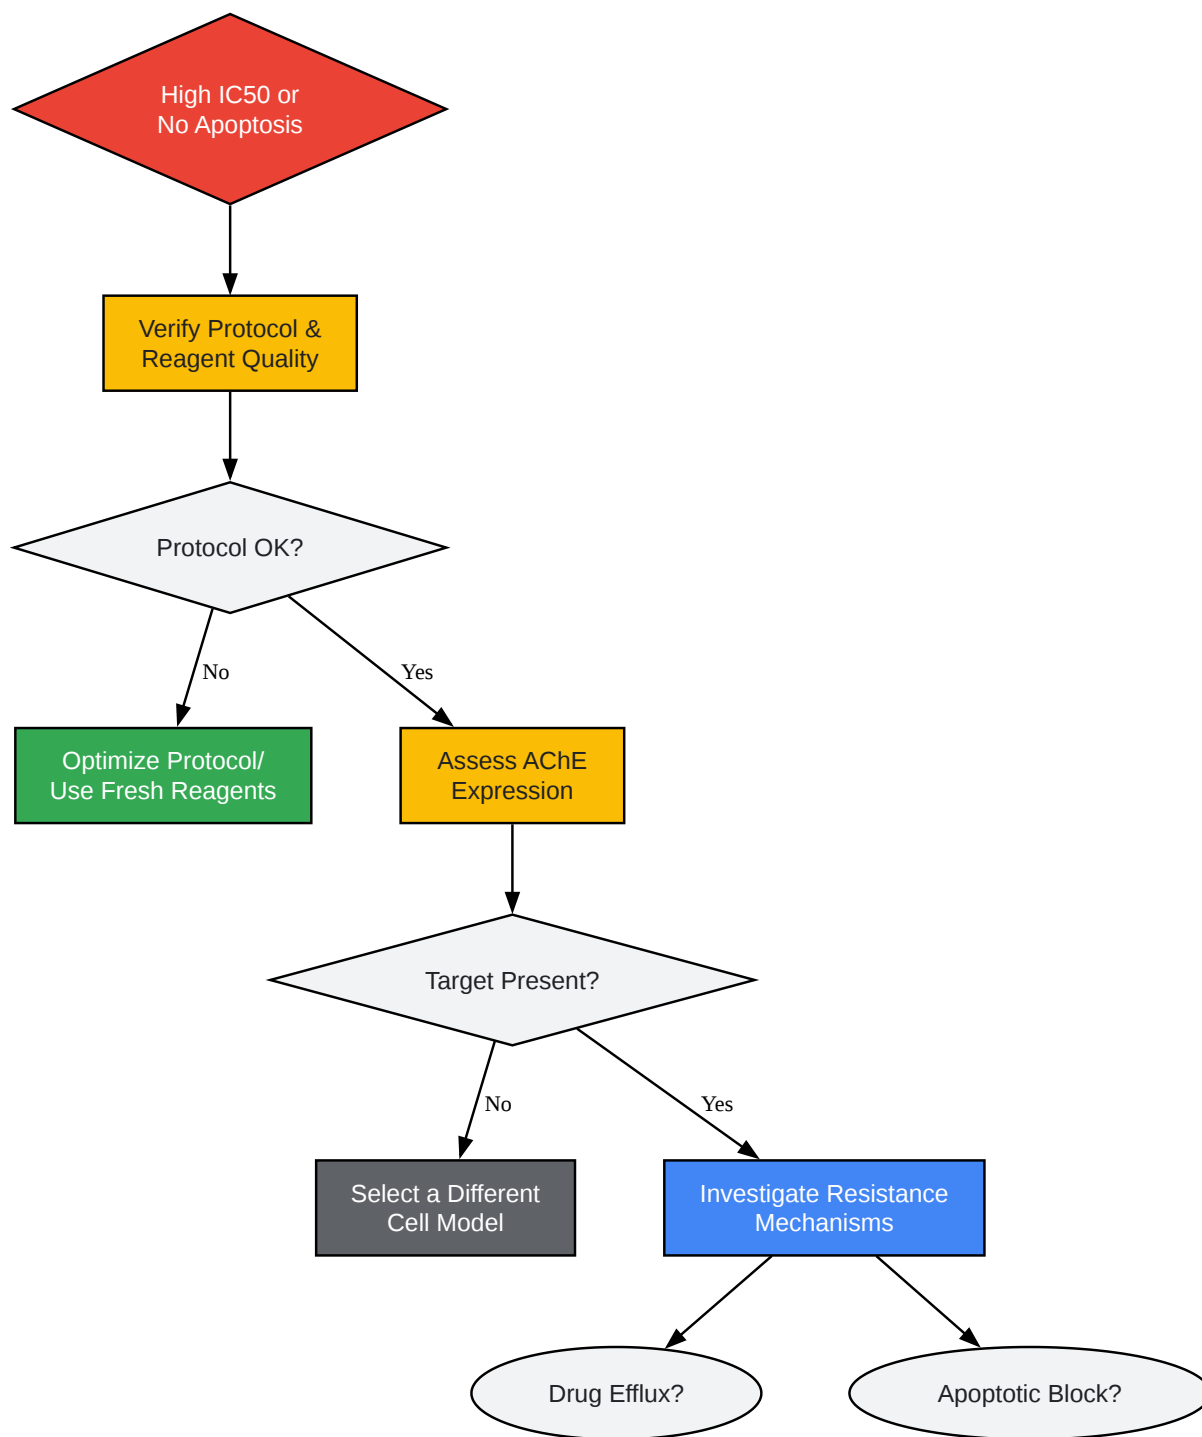 High IC50 or
No Apoptosis
Verify Protocol &
Reagent Quality
Protocol OK?
No
Yes
Optimize Protocol/
Use Fresh Reagents
Assess AChE
Expression
Target Present?
No
Yes
Select a Different
Cell Model
Investigate Resistance
Mechanisms
Drug Efflux?
Apoptotic Block?